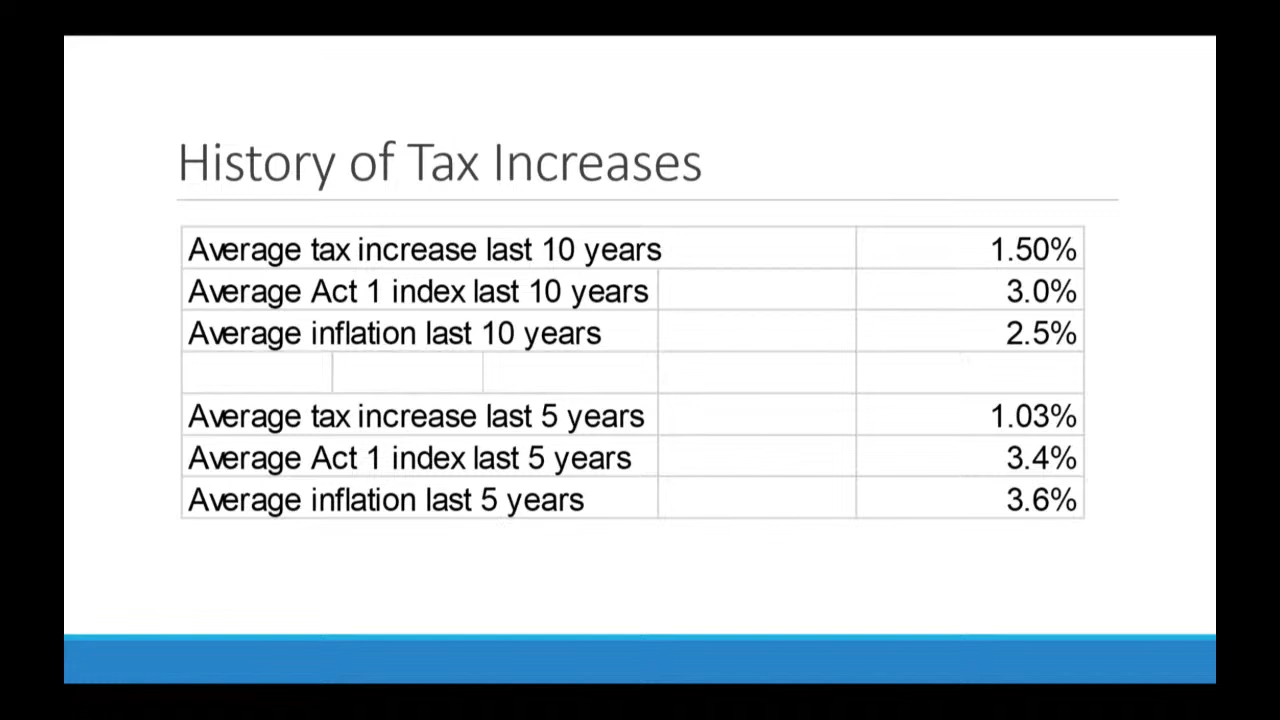 History of Tax Increases
Average tax increase last 10 years 1.50%
Average Act 1 index last 10 years 3.0%
Average inflation last 10 years 2.5%
Average tax increase last 5 years 1.03%
Average Act 1 index last 5 years 3.4%
Average inflation last 5 years 3.6%